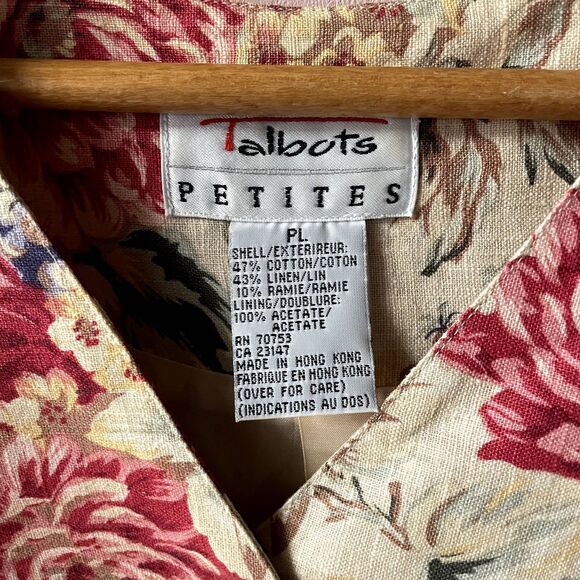 Talbots
PETITES
PL
SHELL/EXTERIREUR:
47% COTTON/COTON
43% LINEN/LIN
10% RAMIE/RAMIE
LINING/DOUBLURE:
100% ACETATE/
ACETATE
RN 70753
CA 23147
MADE IN HONG KONG
FABRIQUE EN HONG KONG
(OVER FOR CARE)
(INDICATIONS AU DOS)